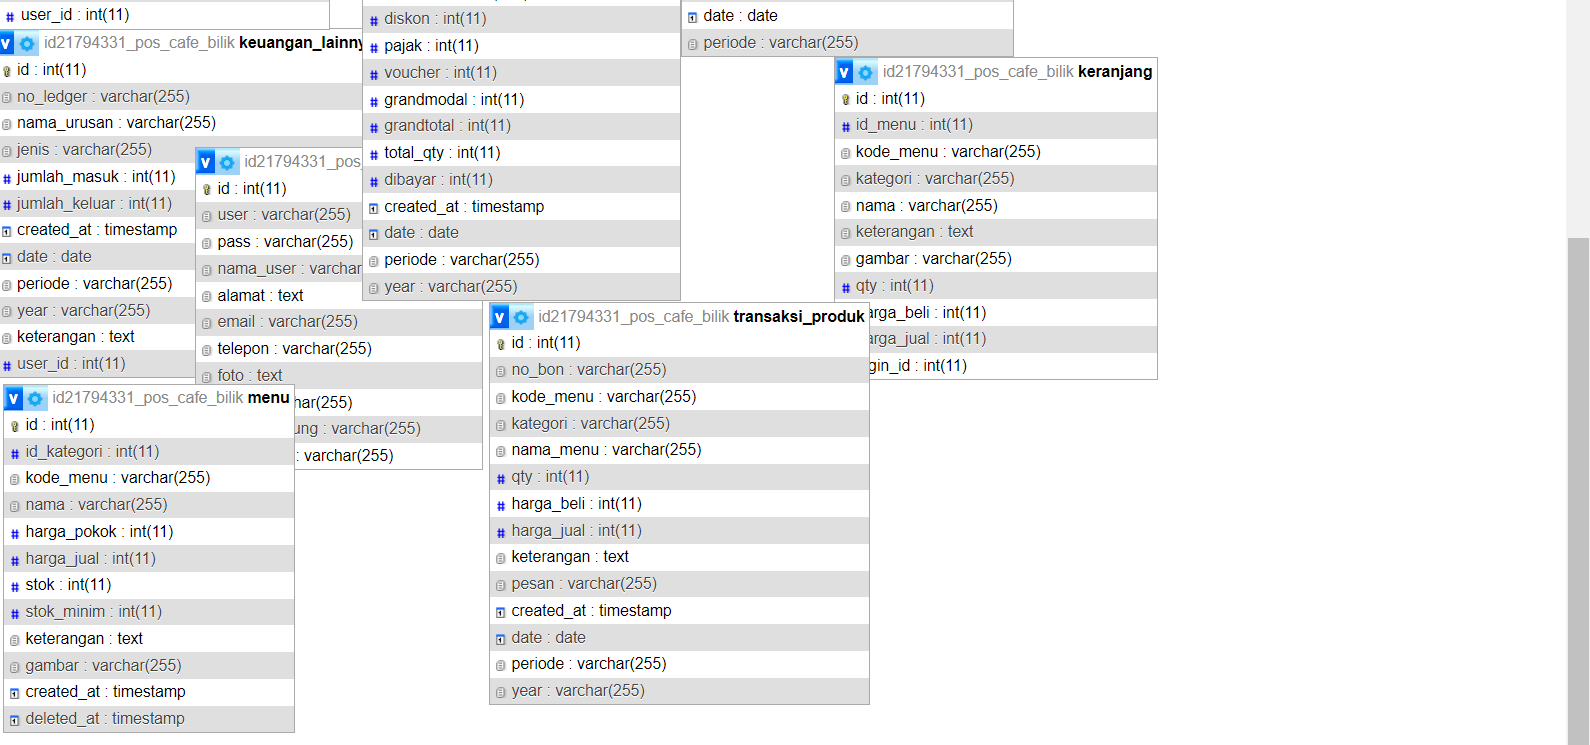 user_id : int(11)
id21794331_pos_cafe_bilik
id : int(11)
no_ledger : varchar(255)
nama_urusan : varchar(255)
jenis : varchar(255)
jumlah_masuk : int(11)
jumlah_keluar : int(11)
created_at : timestamp
date : date
periode : varchar(255)
year : varchar(255)
keterangan : text
user_id : int(11)
id : int(11)
user : varchar(255)
pass : varchar(255)
nama_user :
alamat : text
email : varchar(255)
telepon : varchar(255)
foto : text
: varchar(255)
: varchar(255)
diskon : int(11)
pajak : int(11)
voucher : int(11)
grandmodal : int(11)
grandtotal : int(11)
total_qty : int(11)
dibayar : int(11)
created_at : timestamp
date : date
periode : varchar(255)
year : varchar(255)
date : date
periode : varchar(255)
id21794331_pos_cafe_bilik keranjang
id : int(11)
id_menu : int(11)
kode_menu : varchar(255)
kategori : varchar(255)
nama : varchar(255)
keterangan : text
gambar : varchar(255)
qty : int(11)
: int(11)
: int(11)
: int(11)
id21794331_pos_cafe_bilik menu
id : int(11)
id_kategori : int(11)
kode_menu : varchar(255)
nama : varchar(255)
harga_pokok : int(11)
harga_jual : int(11)
stok : int(11)
stok_minim : int(11)
keterangan : text
gambar : varchar(255)
created_at : timestamp
deleted_at : timestamp
id21794331_pos_cafe_bilik transaksi_produk
id : int(11)
no_bon : varchar(255)
kode_menu : varchar(255)
kategori : varchar(255)
nama_menu : varchar(255)
qty : int(11)
harga_beli : int(11)
harga_jual : int(11)
keterangan : text
pesan : varchar(255)
created_at : timestamp
date : date
periode : varchar(255)
year : varchar(255)